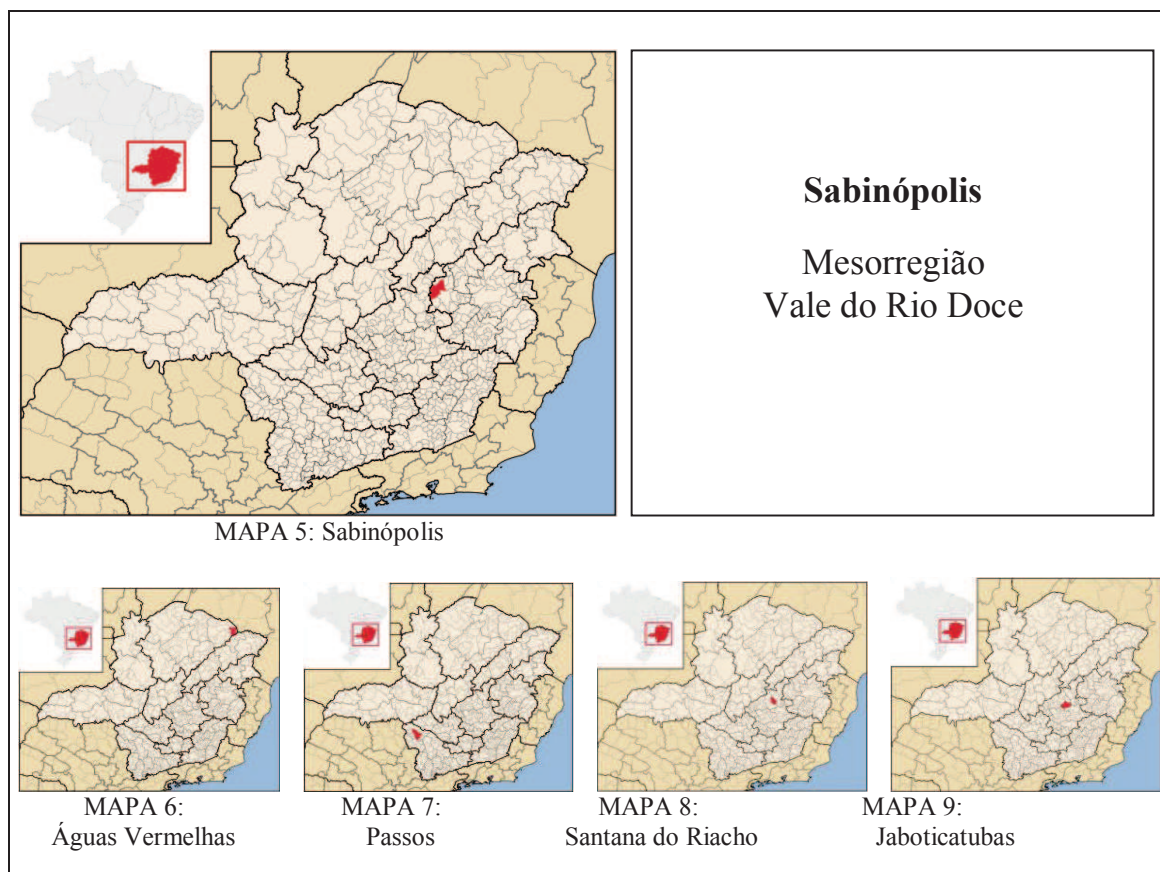 Sabinópolis
Mesorregião
Vale do Rio Doce
MAPA 5: Sabinópolis
MAPA 6:
Águas Vermelhas
MAPA 7:
Passos
MAPA 8:
Santana do Riacho
MAPA 9:
Jaboticatubas